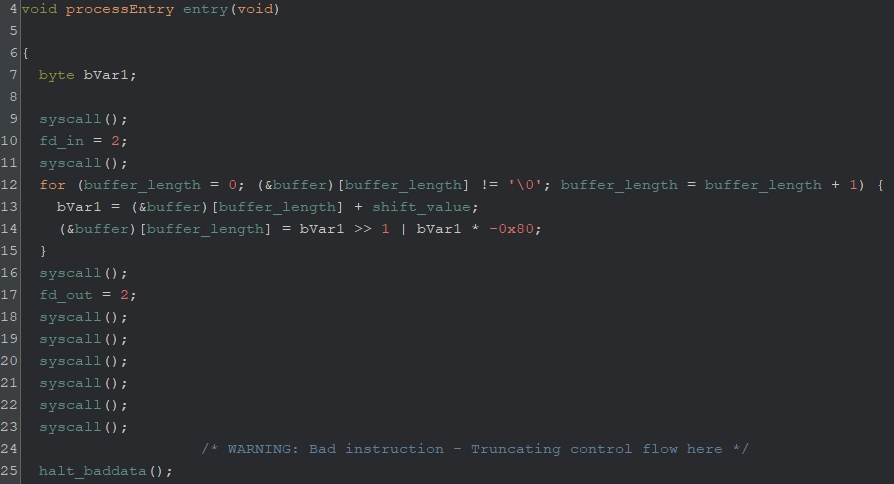 4 void processEntry entry(void)
5
6 {
7 byte bVar1;
8
9 syscall();
10 fd_in = 2;
11 syscall();
12 for (buffer_length = 0; (&buffer)[buffer_length] != '\0'; buffer_length = buffer_length + 1) {
13 bVar1 = (&buffer)[buffer_length] + shift_value;
14 (&buffer)[buffer_length] = bVar1 >> 1 | bVar1 * -0x80;
15 }
16 syscall();
17 fd_out = 2;
18 syscall();
19 syscall();
20 syscall();
21 syscall();
22 syscall();
23 syscall();
24 /* WARNING: Bad instruction - Truncating control flow here */
25 halt_baddata();